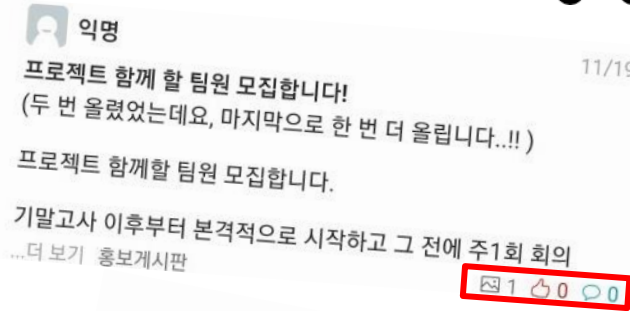 익명
11/19
프로젝트 함께 할 팀원 모집합니다!
(두 번 올렸었는데요, 마지막으로 한 번 더 올립니다..!! )
프로젝트 함께할 팀원 모집합니다.
기말고사 이후부터 본격적으로 시작하고 그 전에 주1회 회의
...더 보기 홍보게시판
1 0 0